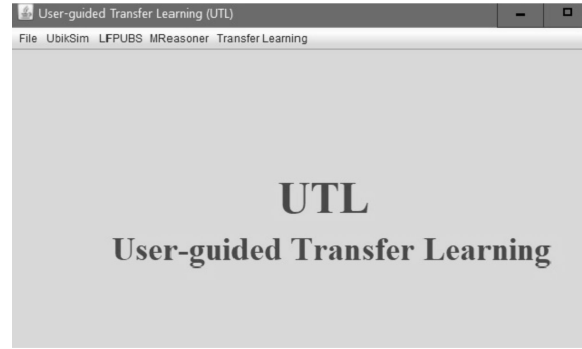 User-guided Transfer Learning (UTL)
File UbikSim LFPUBS MReasoner Transfer Learning
UTL
User-guided Transfer Learning